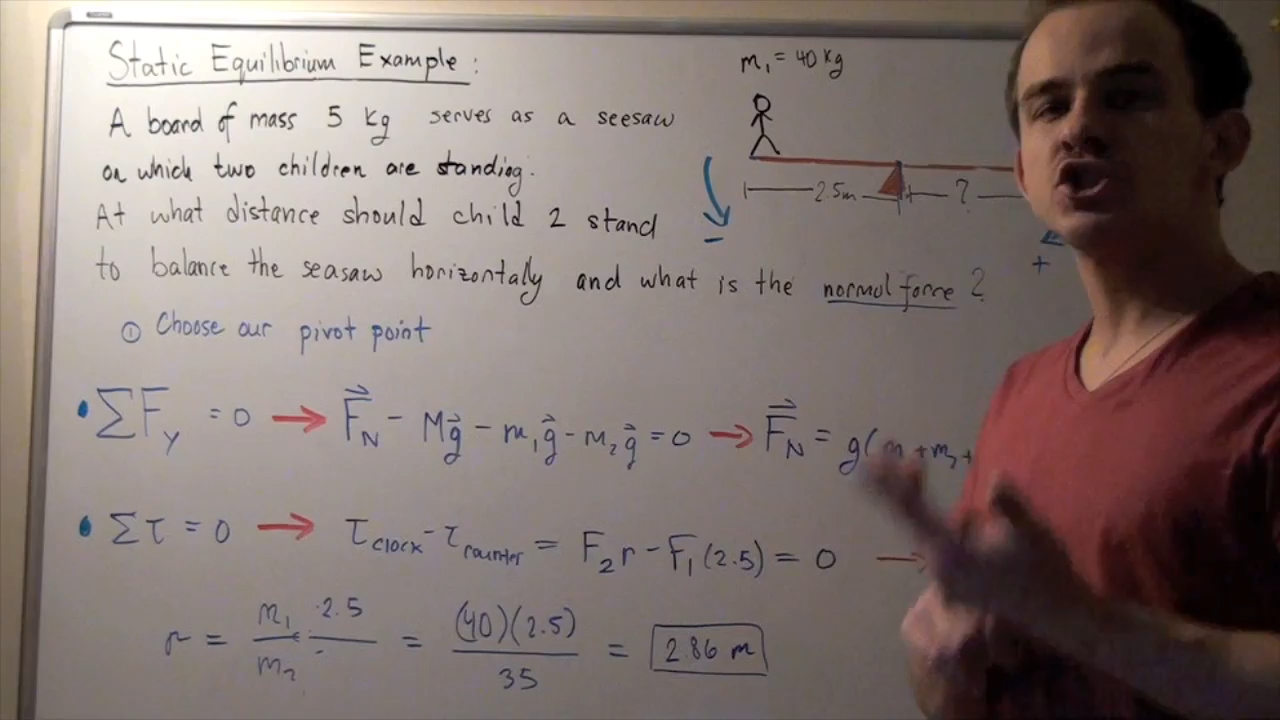 Static Equilibrium Example:
m₁ = 40 kg
A board of mass 5 kg serves as a seesaw
on which two children are standing.
2.5m ?
At what distance should child 2 stand
-
+
to balance the seasaw horizontally and what is the normal force?
① Choose our pivot point
• ΣF_y = 0 → F⃗_N - Mg⃗ - m₁g⃗ - m₂g⃗ = 0 → F⃗_N = g(m₁ + m₂ +
• Στ = 0 → τ_clock - τ_counter = F₂r - F₁(2.5) = 0 →
r = m₁ · 2.5 / m₂ = (40)(2.5) / 35 = 2.86 m